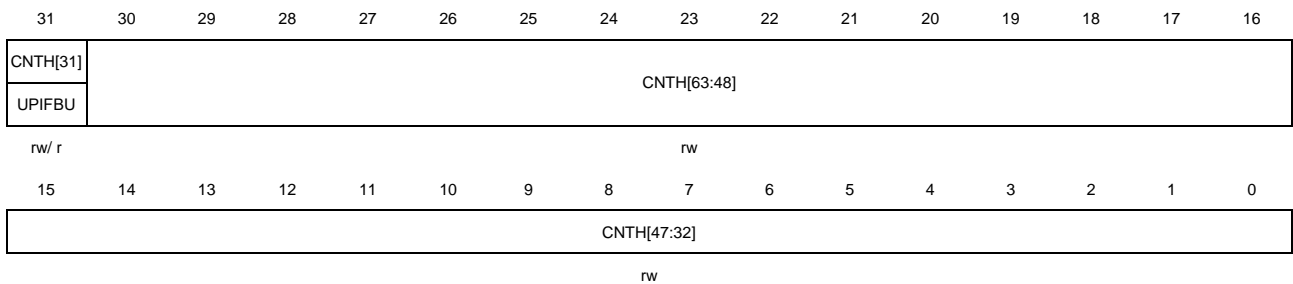 31 30 29 28 27 26 25 24 23 22 21 20 19 18 17 16
CNTH[31]
UPIFBU
CNTH[63:48]
rw/ r rw
15 14 13 12 11 10 9 8 7 6 5 4 3 2 1 0
CNTH[47:32]
rw